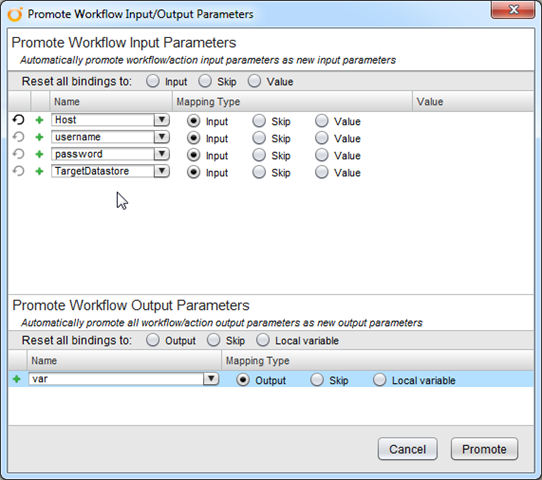 Promote Workflow Input/Output Parameters
Promote Workflow Input Parameters
Automatically promote workflow/action input parameters as new input parameters
Reset all bindings to: Input Skip Value
Name Mapping Type Value
Host Input Skip Value
username Input Skip Value
password Input Skip Value
TargetDatastore Input Skip Value
Promote Workflow Output Parameters
Automatically promote all workflow/action output parameters as new output parameters
Reset all bindings to: Output Skip Local variable
Name Mapping Type
var Output Skip Local variable
Cancel Promote